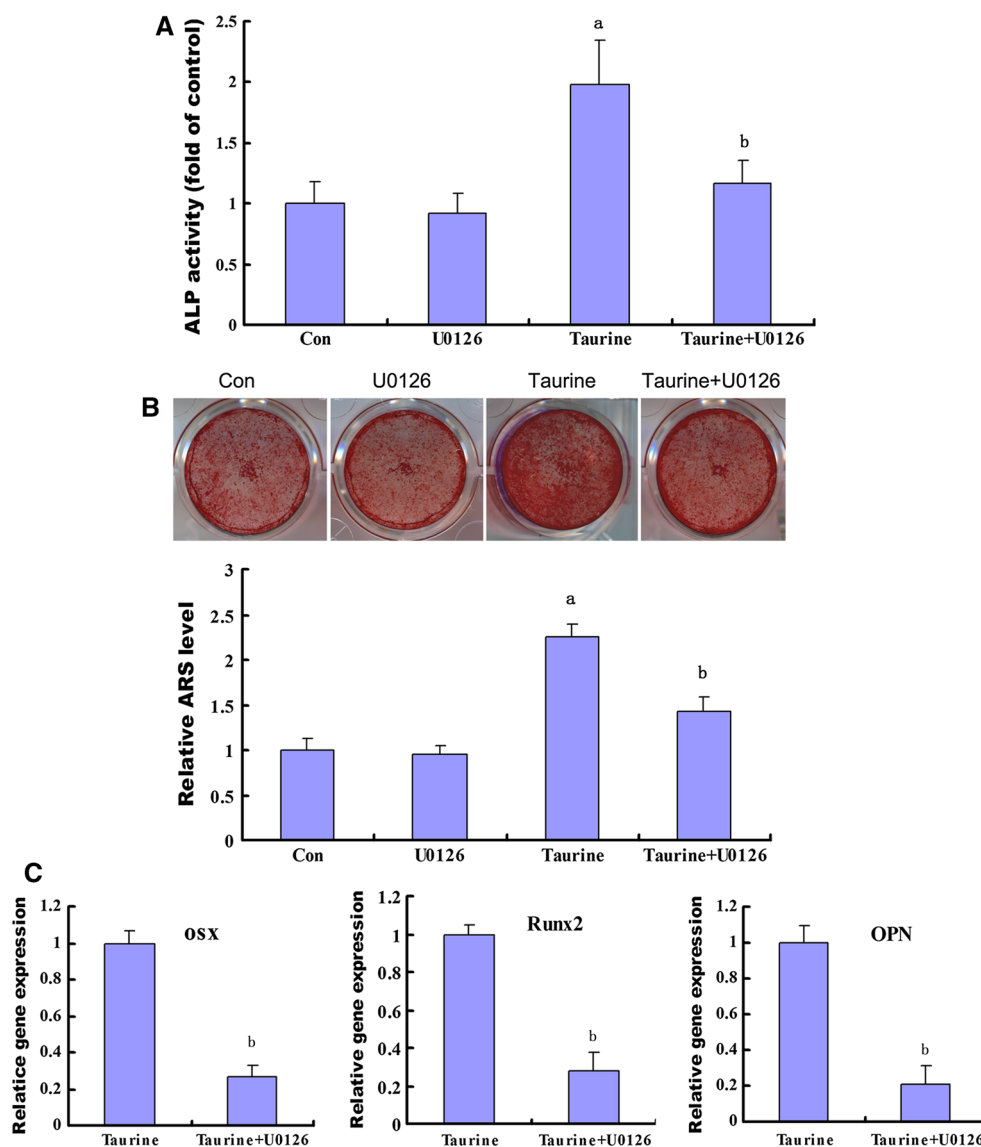 A
ALP activity (fold of control)
2.5
2
1.5
1
0.5
0
a
b
Con U0126 Taurine Taurine+U0126
B
Con U0126 Taurine Taurine+U0126
Relative ARS level
3
2.5
2
1.5
1
0.5
0
a
b
Con U0126 Taurine Taurine+U0126
C
Relatice gene expression
1.2
1
0.8
0.6
0.4
0.2
0
osx
b
Taurine Taurine+U0126
Relative gene expression
1.2
1
0.8
0.6
0.4
0.2
0
Runx2
b
Taurine Taurine+U0126
Relative gene expression
1.2
1
0.8
0.6
0.4
0.2
0
OPN
b
Taurine Taurine+U0126